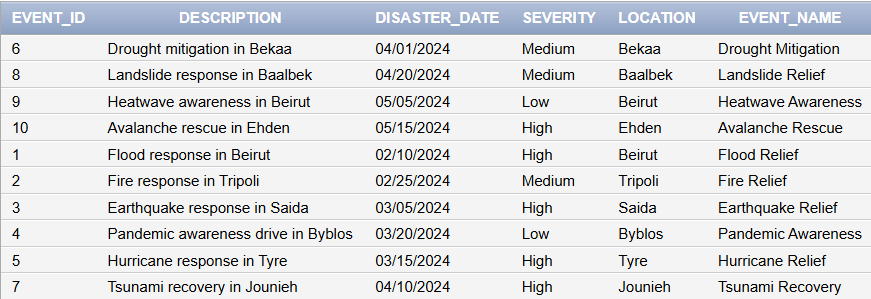 EVENT_ID DESCRIPTION DISASTER_DATE SEVERITY LOCATION EVENT_NAME
6 Drought mitigation in Bekaa 04/01/2024 Medium Bekaa Drought Mitigation
8 Landslide response in Baalbek 04/20/2024 Medium Baalbek Landslide Relief
9 Heatwave awareness in Beirut 05/05/2024 Low Beirut Heatwave Awareness
10 Avalanche rescue in Ehden 05/15/2024 High Ehden Avalanche Rescue
1 Flood response in Beirut 02/10/2024 High Beirut Flood Relief
2 Fire response in Tripoli 02/25/2024 Medium Tripoli Fire Relief
3 Earthquake response in Saida 03/05/2024 High Saida Earthquake Relief
4 Pandemic awareness drive in Byblos 03/20/2024 Low Byblos Pandemic Awareness
5 Hurricane response in Tyre 03/15/2024 High Tyre Hurricane Relief
7 Tsunami recovery in Jounieh 04/10/2024 High Jounieh Tsunami Recovery